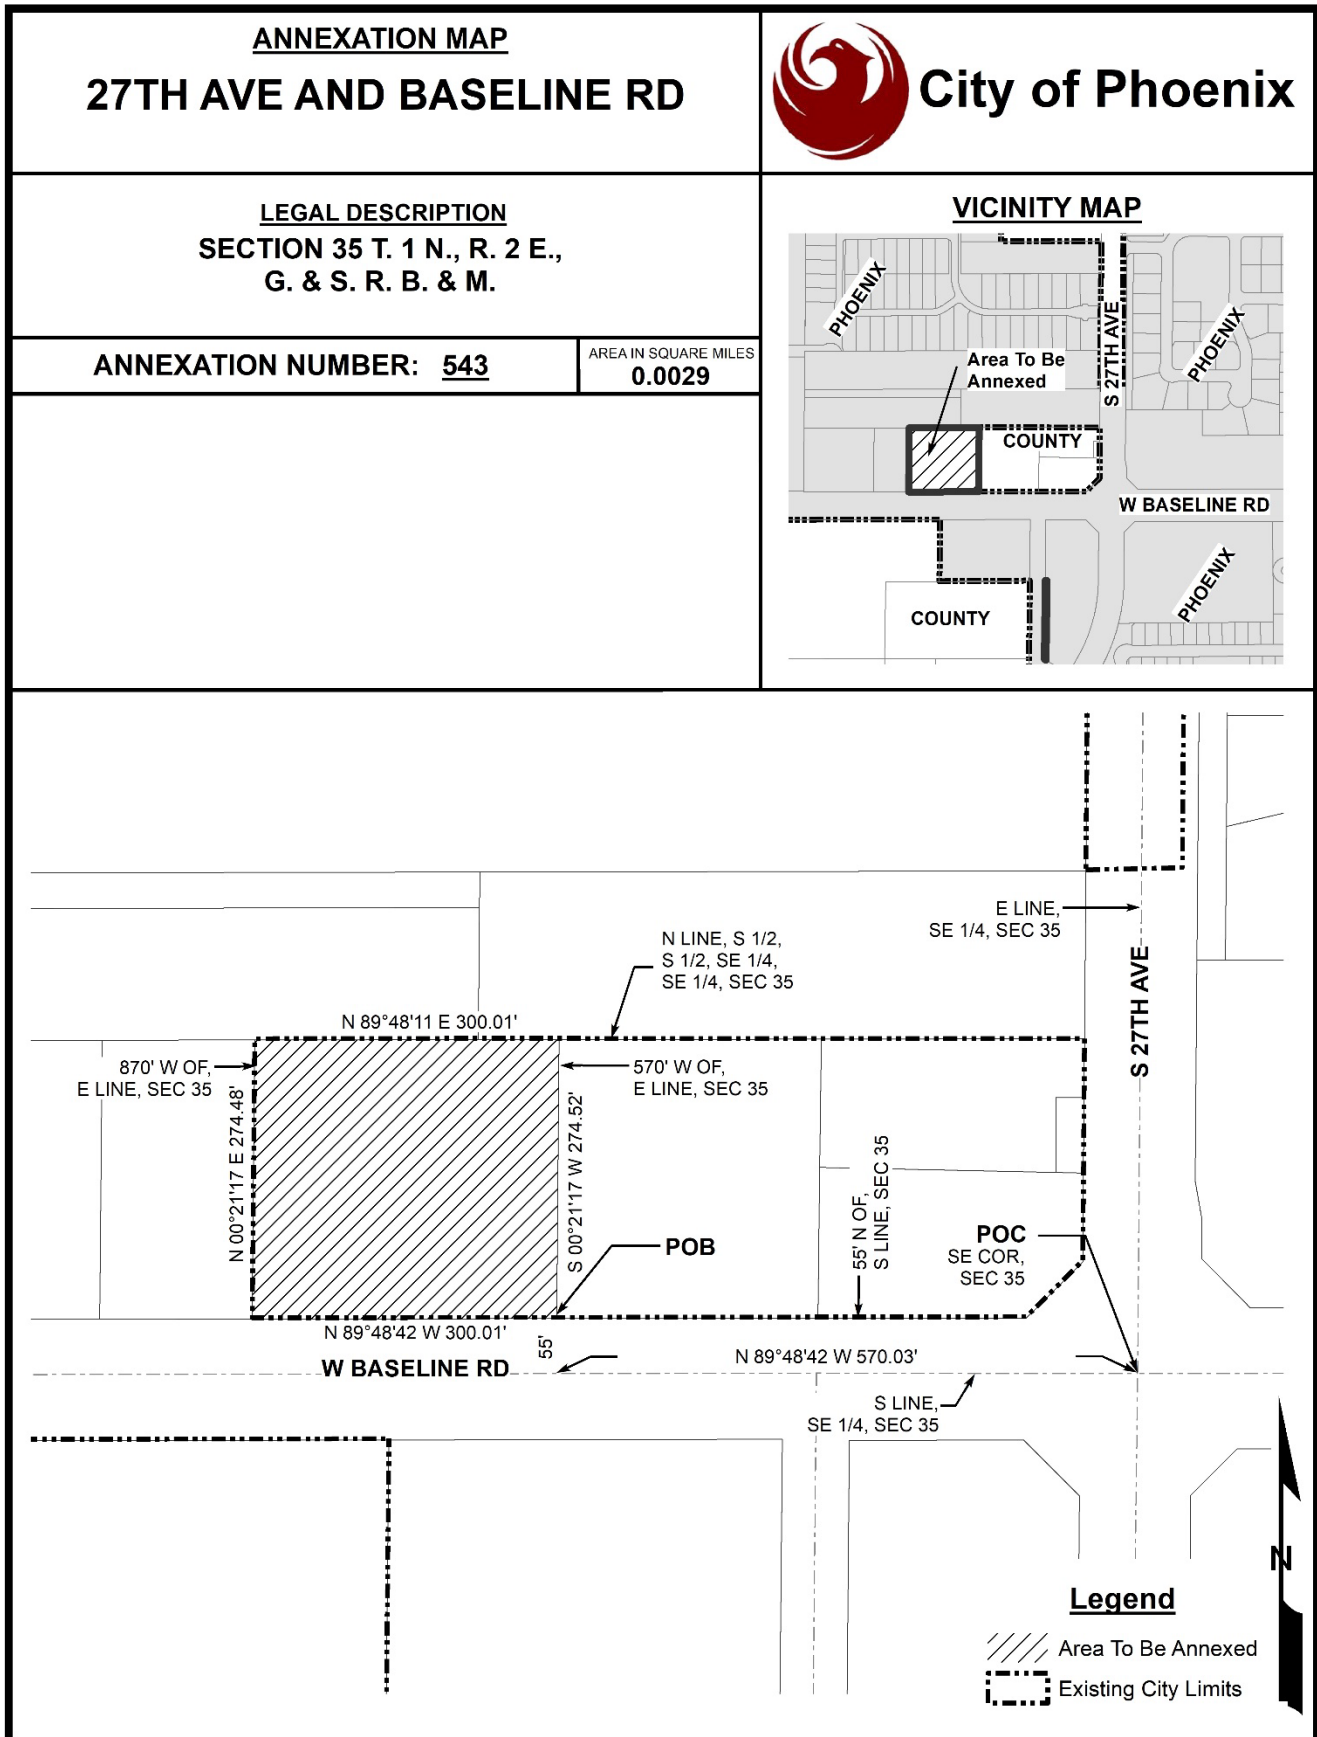 ANNEXATION MAP
27TH AVE AND BASELINE RD
City of Phoenix
LEGAL DESCRIPTION
SECTION 35 T. 1 N., R. 2 E.,
G. & S. R. B. & M.
ANNEXATION NUMBER: 543
AREA IN SQUARE MILES
0.0029
VICINITY MAP
PHOENIX
S 27TH AVE
PHOENIX
Area To Be
Annexed
COUNTY
W BASELINE RD
PHOENIX
COUNTY
E LINE,
SE 1/4, SEC 35
N LINE, S 1/2,
S 1/2, SE 1/4,
SE 1/4, SEC 35
S 27TH AVE
N 89°48'11 E 300.01'
870' W OF,
E LINE, SEC 35
570' W OF,
E LINE, SEC 35
N 00°21'17 E 274.48'
S 00°21'17 W 274.52'
55' N OF,
S LINE, SEC 35
POB
POC
SE COR,
SEC 35
N 89°48'42 W 300.01'
55'
W BASELINE RD
N 89°48'42 W 570.03'
S LINE,
SE 1/4, SEC 35
N
Legend
Area To Be Annexed
Existing City Limits